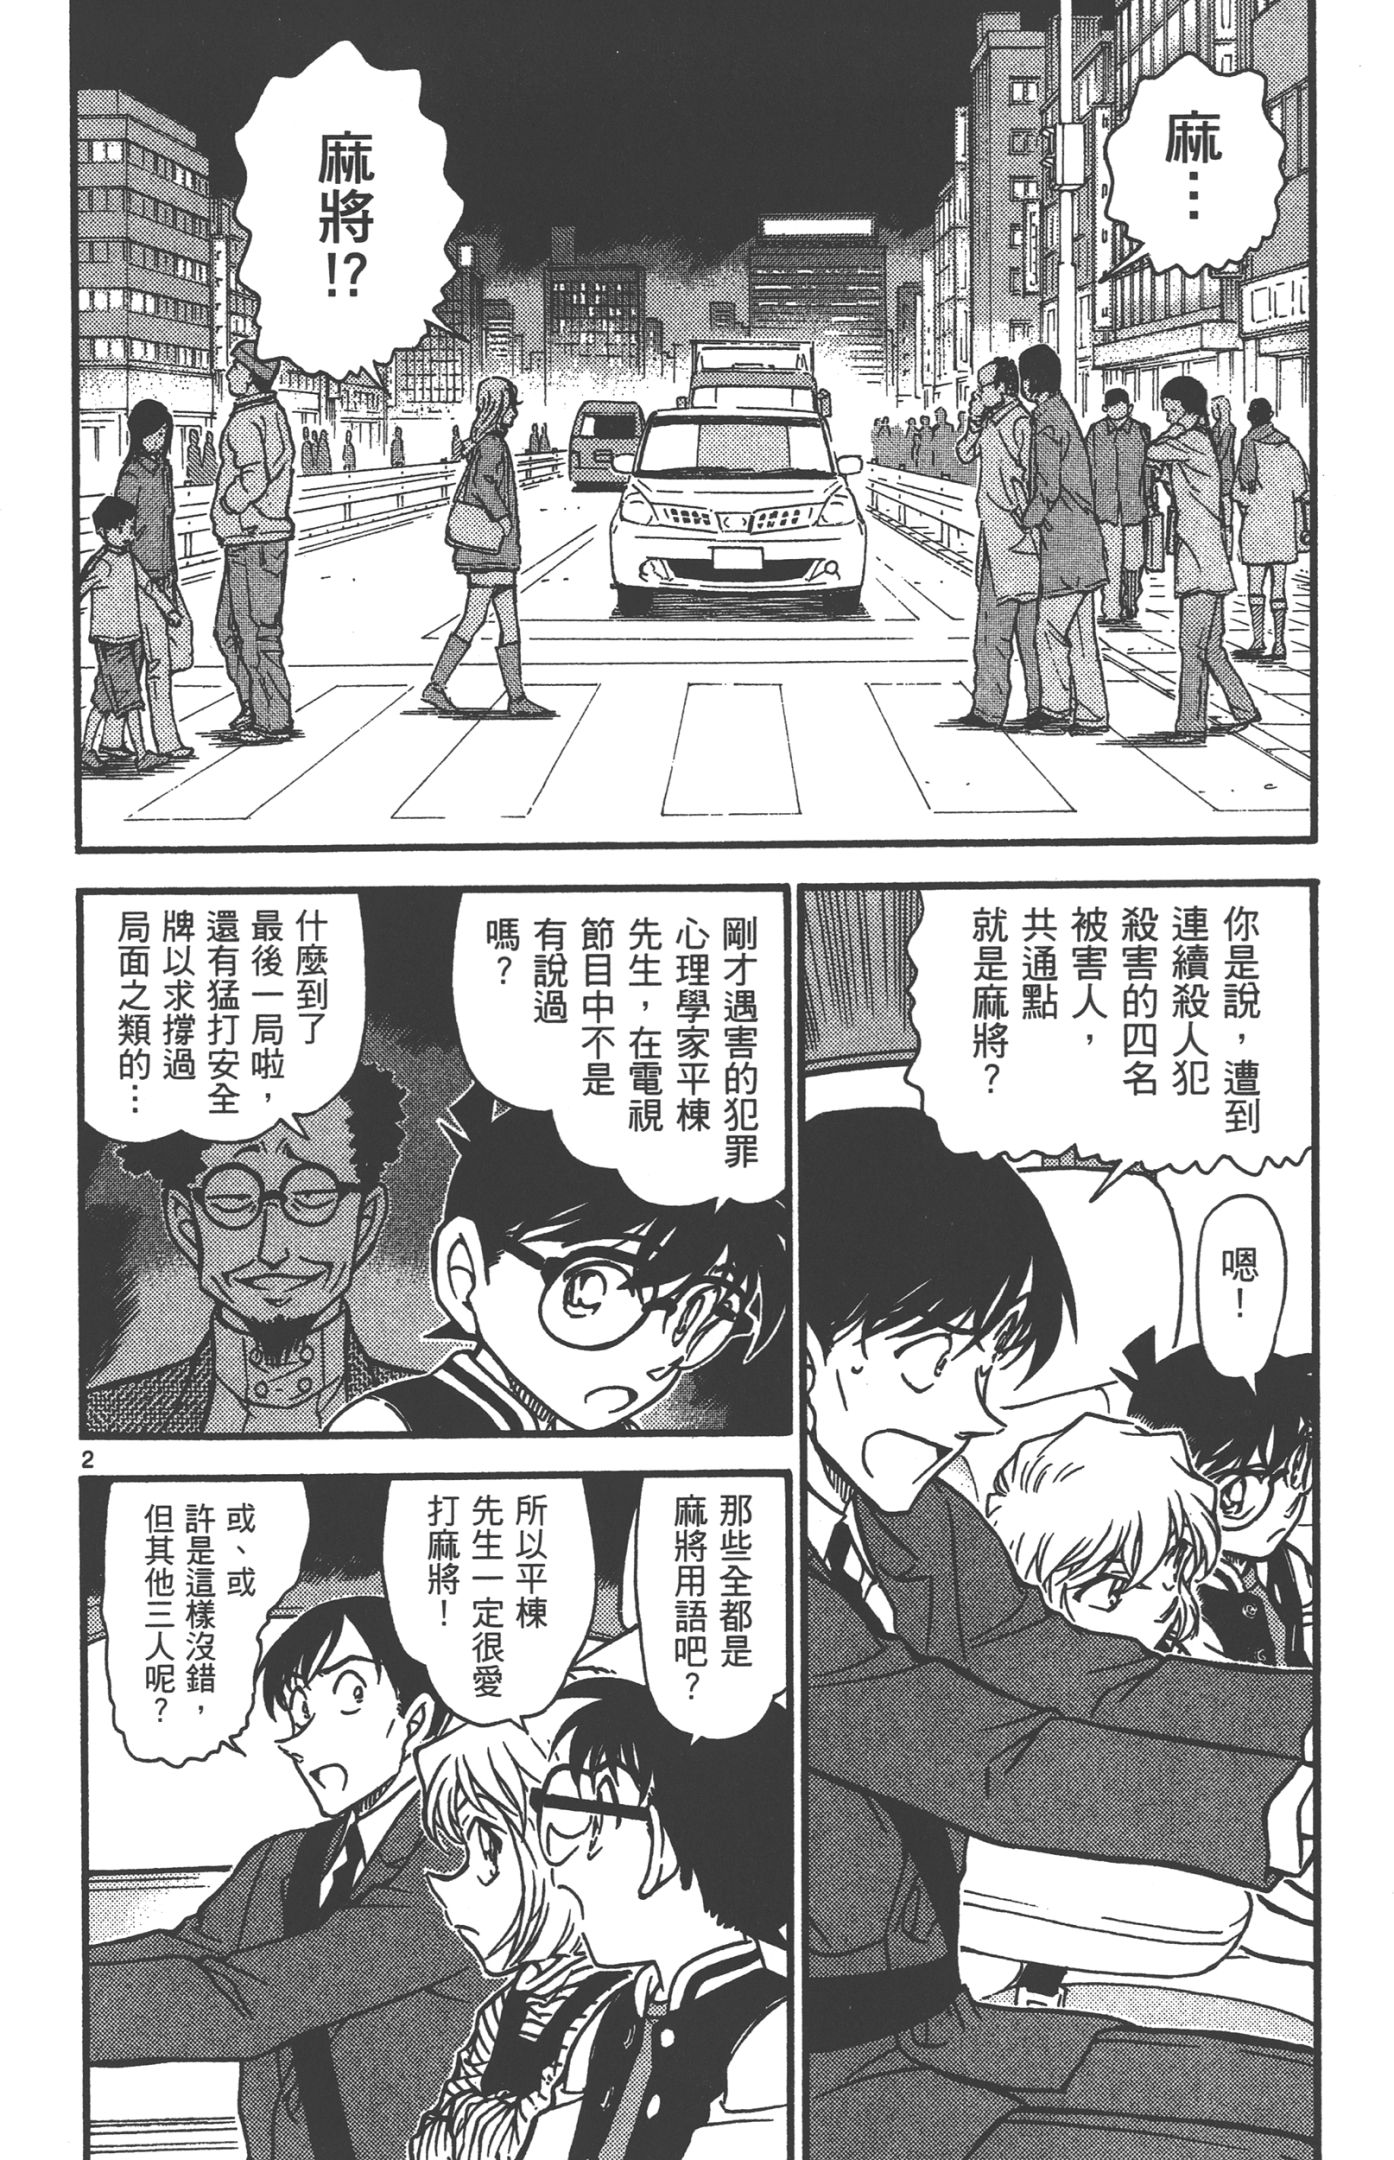 麻…
麻將!?
你是說，遭到
連續殺人犯
殺害的四名
被害人，
共通點
就是麻將？
嗯！
剛才遇害的犯罪
心理學家平棟
先生，在電視
節目中不是
有說過
嗎？
什麼到了
最後一局啦，
還有猛打安全
牌以求撐過
局面之類的…
那些全都是
麻將用語吧？
所以平棟
先生一定很愛
打麻將！
或、或
許是這樣沒錯，
但其他三人呢？
2